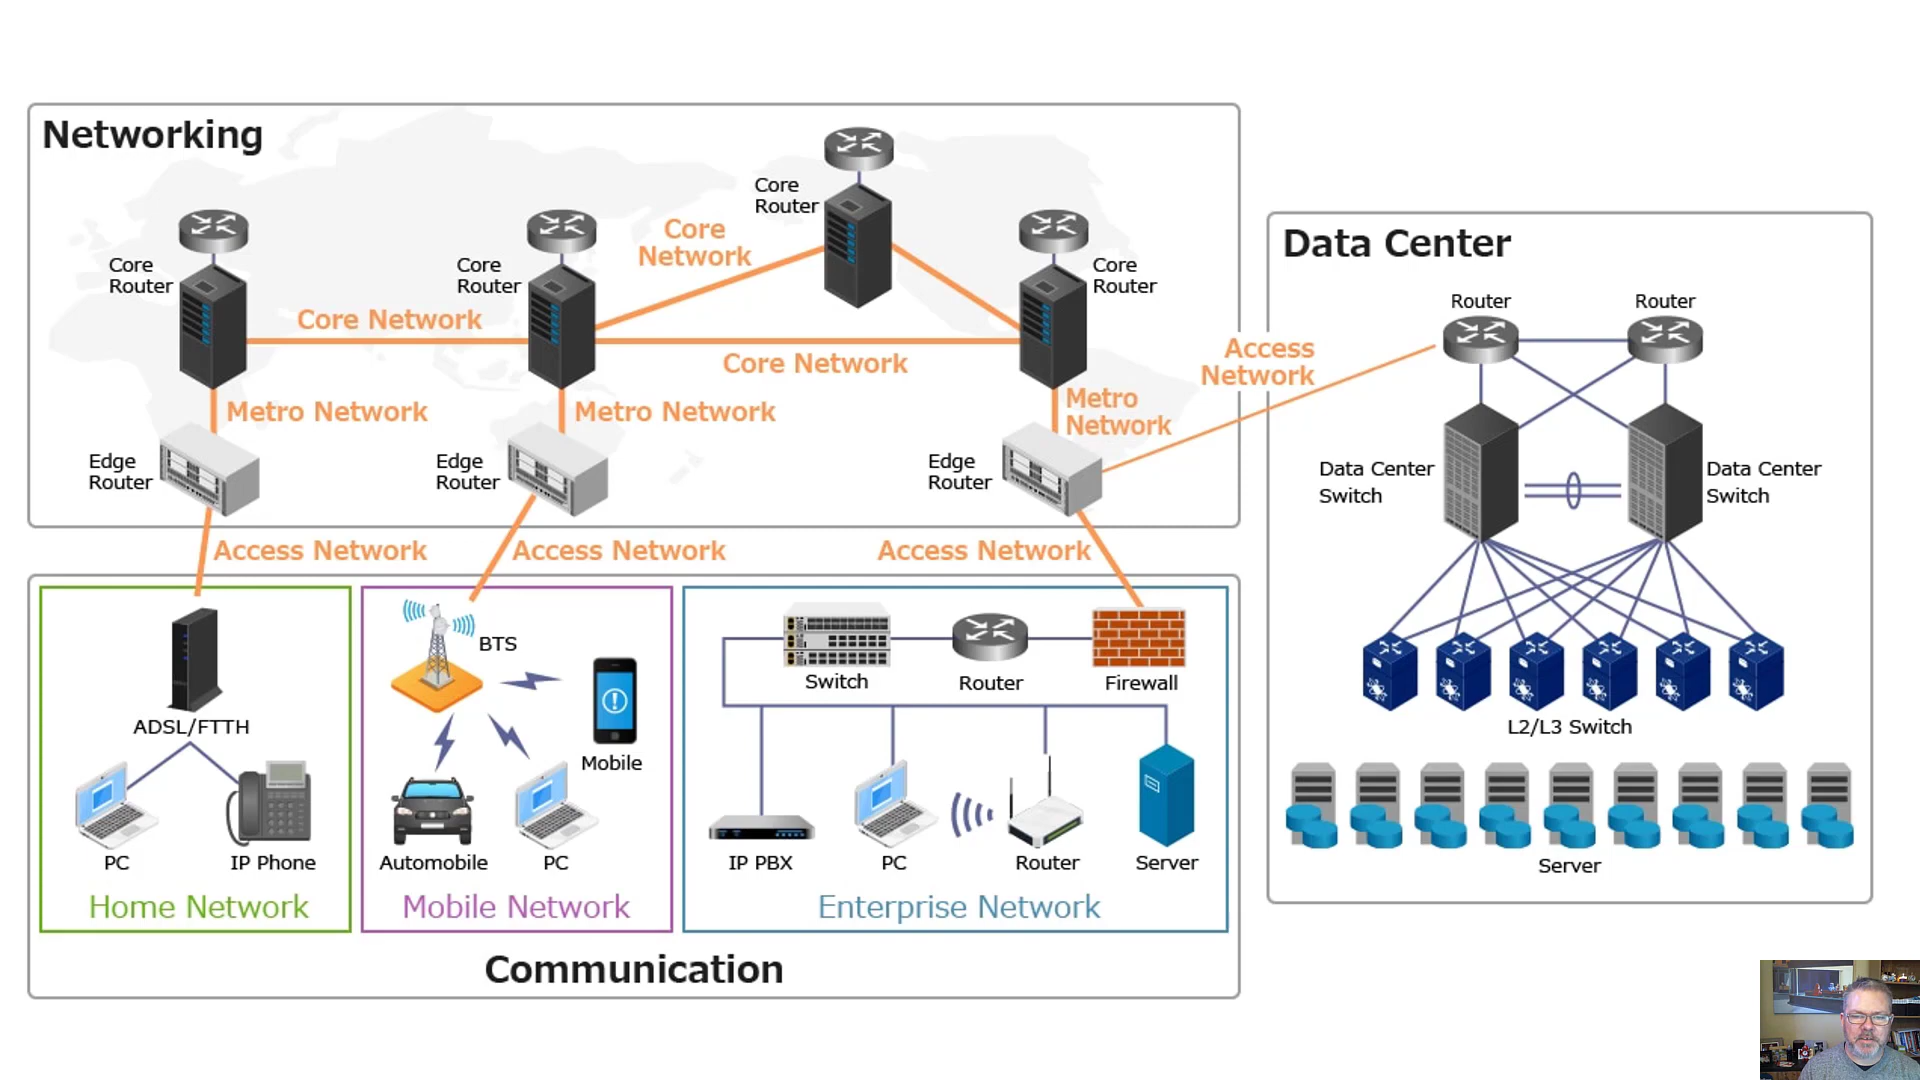 Networking
Core
Router
Core
Router
Core
Router
Core
Router
Core
Network
Core Network
Core Network
Metro Network
Metro Network
Metro
Network
Edge
Router
Edge
Router
Edge
Router
Access
Network
Access Network
Access Network
Access Network
ADSL/FTTH
PC
IP Phone
Home Network
BTS
Mobile
Automobile
PC
Mobile Network
Switch
Router
Firewall
IP PBX
PC
Router
Server
Enterprise Network
Communication
Data Center
Router
Router
Data Center
Switch
Data Center
Switch
L2/L3 Switch
Server